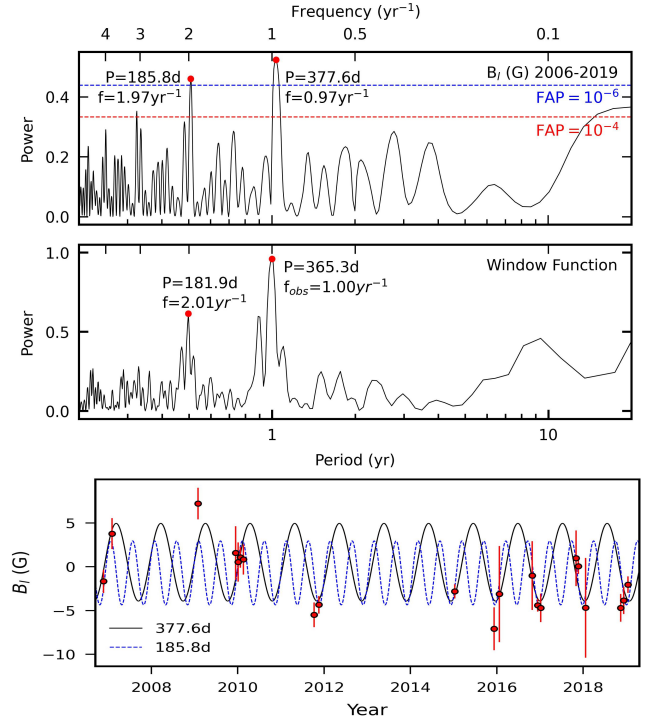 Frequency (yr⁻¹)
4 3 2 1 0.5 0.1
P=185.8d
f=1.97yr⁻¹
P=377.6d
f=0.97yr⁻¹
B_l (G) 2006-2019
FAP = 10⁻⁶
FAP = 10⁻⁴
0.4
0.2
0.0
Power
P=181.9d
f=2.01yr⁻¹
P=365.3d
f_obs=1.00yr⁻¹
Window Function
1.0
0.5
0.0
Power
1 10
Period (yr)
5
0
−5
−10
B_l (G)
377.6d
185.8d
2008 2010 2012 2014 2016 2018
Year